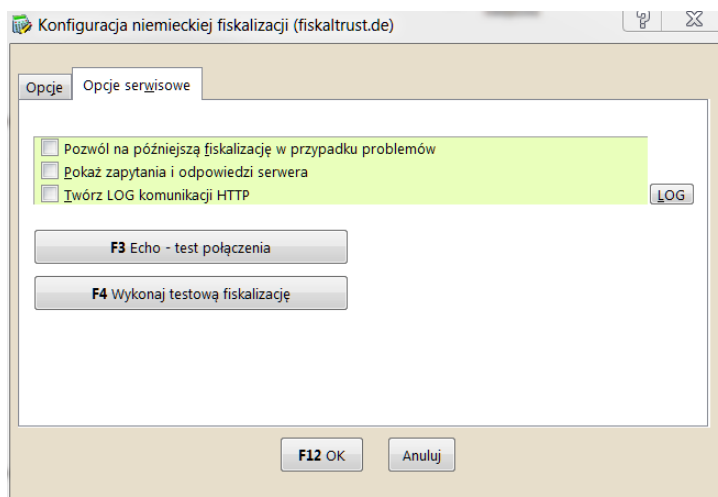 Konfiguracja niemieckiej fiskalizacji (fiskaltrust.de)
Opcje
Opcje serwisowe
Pozwól na późniejszą fiskalizację w przypadku problemów
Pokaż zapytania i odpowiedzi serwera
Twórz LOG komunikacji HTTP
LOG
F3 Echo - test połączenia
F4 Wykonaj testową fiskalizację
F12 OK
Anuluj